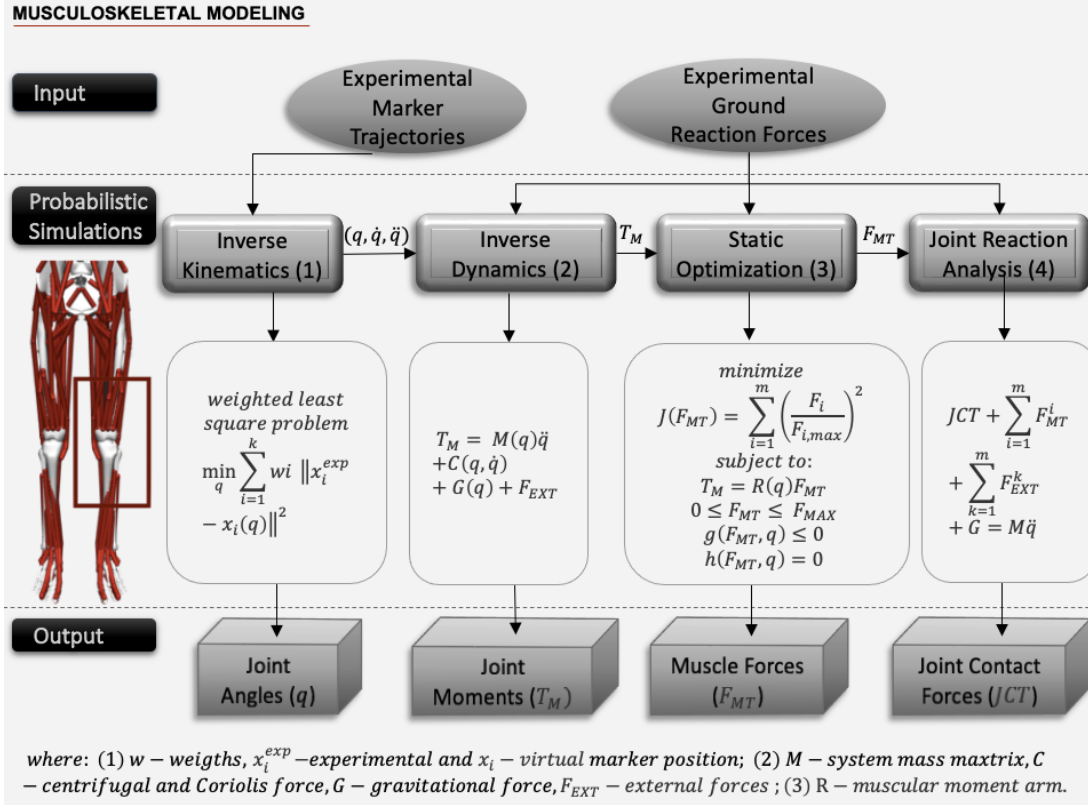 MUSCULOSKELETAL MODELING
Input
Experimental
Marker
Trajectories
Experimental
Ground
Reaction Forces
Probabilistic
Simulations
Inverse
Kinematics (1)
(q, q̇, q̈)
Inverse
Dynamics (2)
T_M
Static
Optimization (3)
F_MT
Joint Reaction
Analysis (4)
weighted least
square problem
min_q ∑_{i=1}^{k} wi ‖x_i^{exp}
− x_i(q)‖²
T_M = M(q)q̈
+C(q, q̇)
+ G(q) + F_EXT
minimize
J(F_MT) = ∑_{i=1}^{m} (F_i / F_{i,max})²
subject to:
T_M = R(q)F_MT
0 ≤ F_MT ≤ F_MAX
g(F_MT, q) ≤ 0
h(F_MT, q) = 0
JCT + ∑_{i=1}^{m} F_MT^i
+ ∑_{k=1}^{m} F_EXT^k
+ G = Mq̈
Output
Joint
Angles (q)
Joint
Moments (T_M)
Muscle Forces
(F_MT)
Joint Contact
Forces (JCT)
where: (1) w − weigths, x_i^{exp} −experimental and x_i − virtual marker position; (2) M − system mass maxtrix, C
− centrifugal and Coriolis force, G − gravitational force, F_EXT − external forces ; (3) R − muscular moment arm.